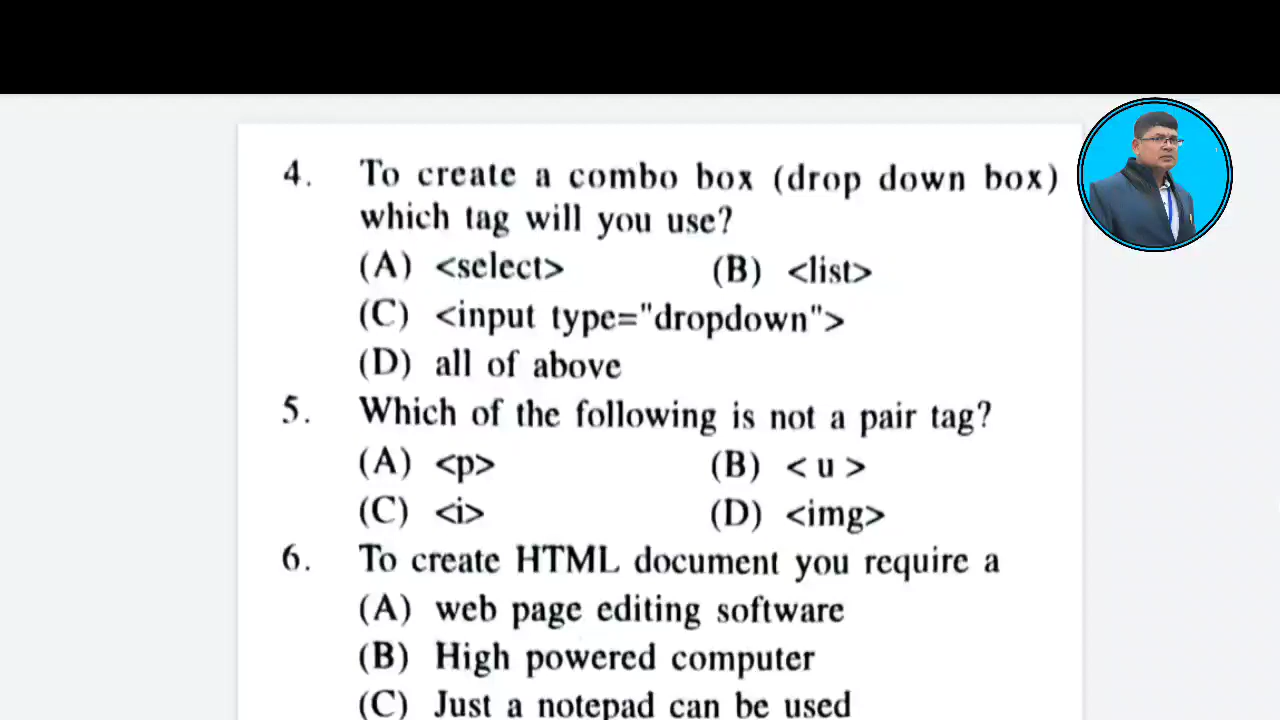 4. To create a combo box (drop down box)
which tag will you use?
(A) <select> (B) <list>
(C) <input type="dropdown">
(D) all of above
5. Which of the following is not a pair tag?
(A) <p> (B) < u >
(C) <i> (D) <img>
6. To create HTML document you require a
(A) web page editing software
(B) High powered computer
(C) Just a notepad can be used